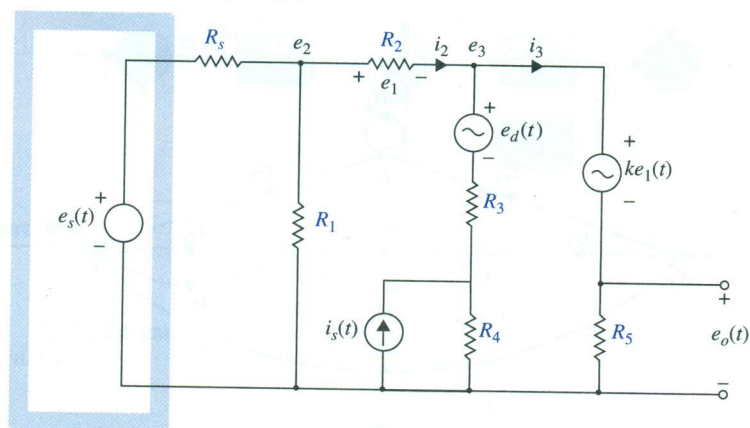 R_s e_2 R_2 i_2 e_3 i_3
+ e_1 −
+ e_d(t) −
+ ke_1(t) −
+ e_s(t) −
R_1
R_3
i_s(t)
R_4
R_5
+ e_o(t) −